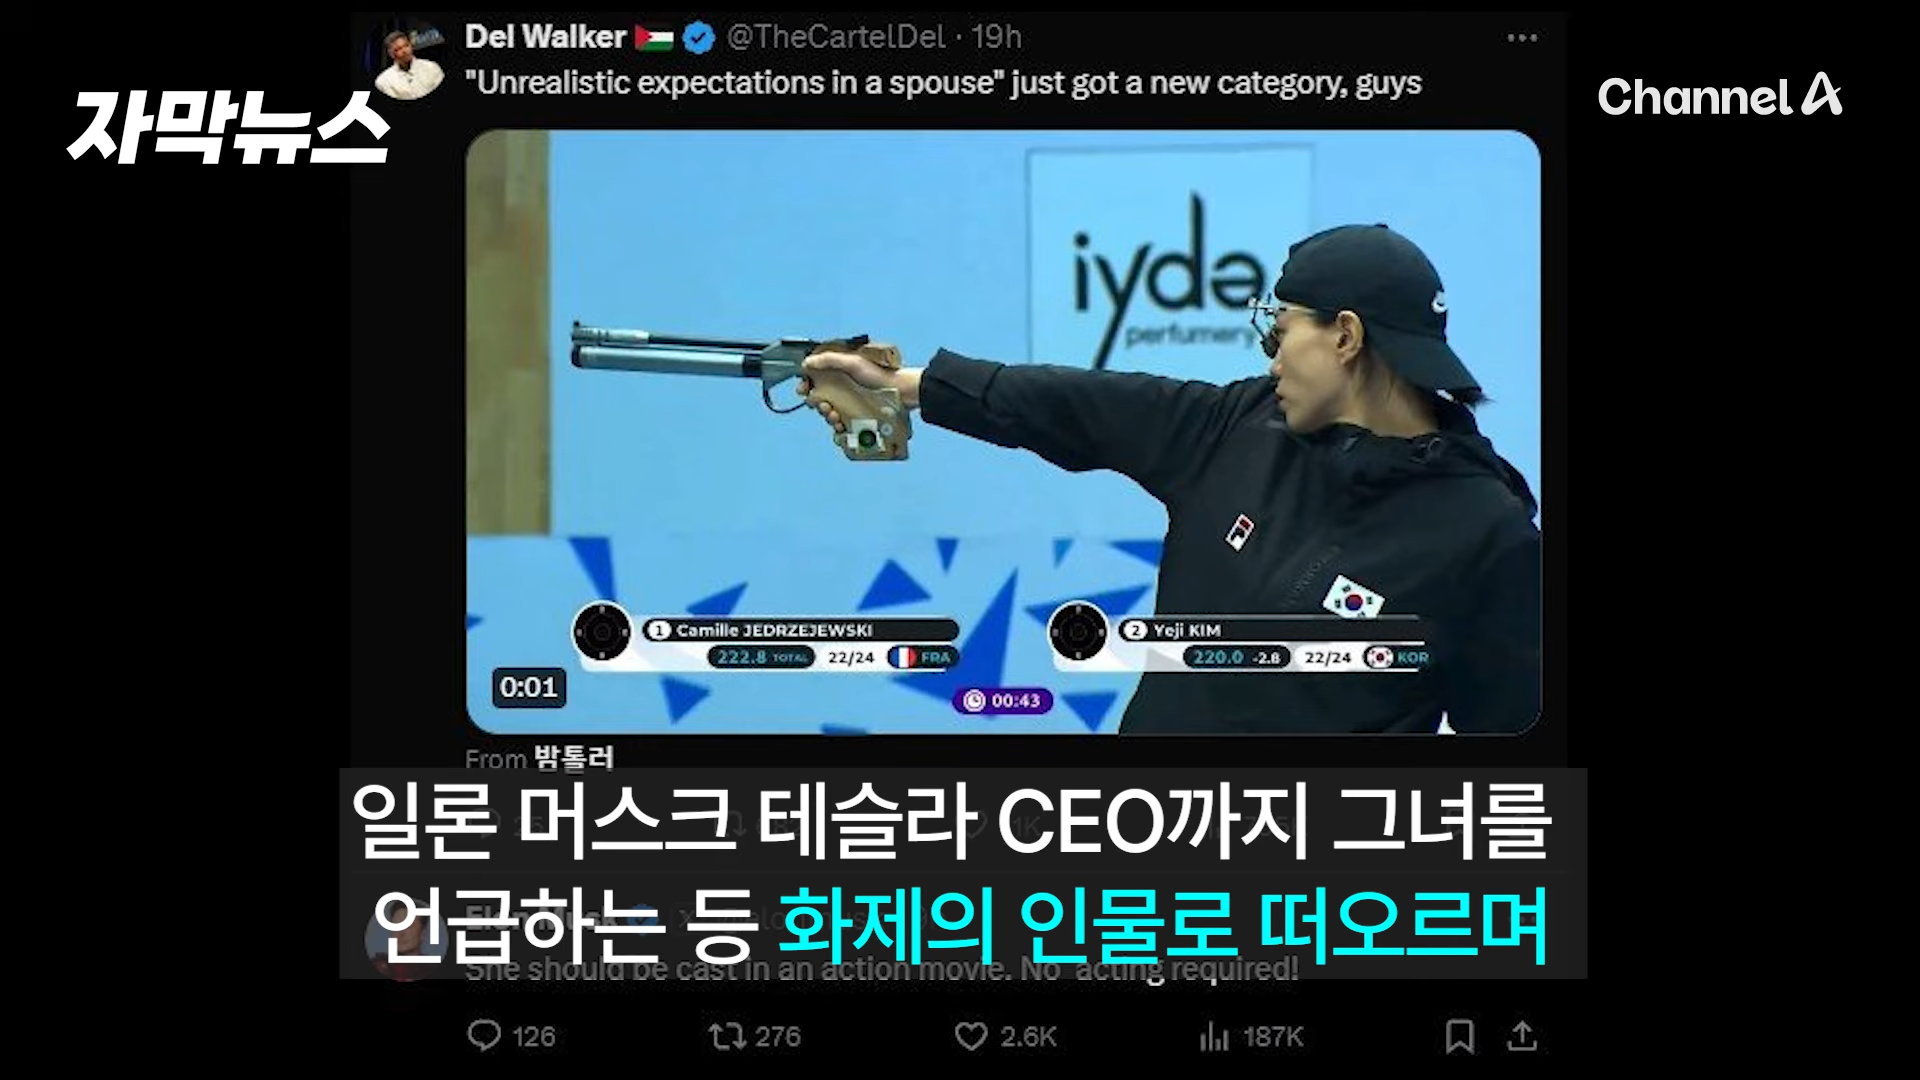 Del Walker @TheCartelDel · 19h
"Unrealistic expectations in a spouse" just got a new category, guys
자막뉴스
Channel A
iyda
perfumery
1 Camille JEDRZEJEWSKI
222.8 TOTAL 22/24 FRA
2 Yeji KIM
220.0 -2.8 22/24 KOR
0:01
00:43
From 밤톨러
일론 머스크 테슬라 CEO까지 그녀를
언급하는 등 화제의 인물로 떠오르며
Elon Musk
She should be cast in an action movie. No acting required!
126 276 2.6K 187K